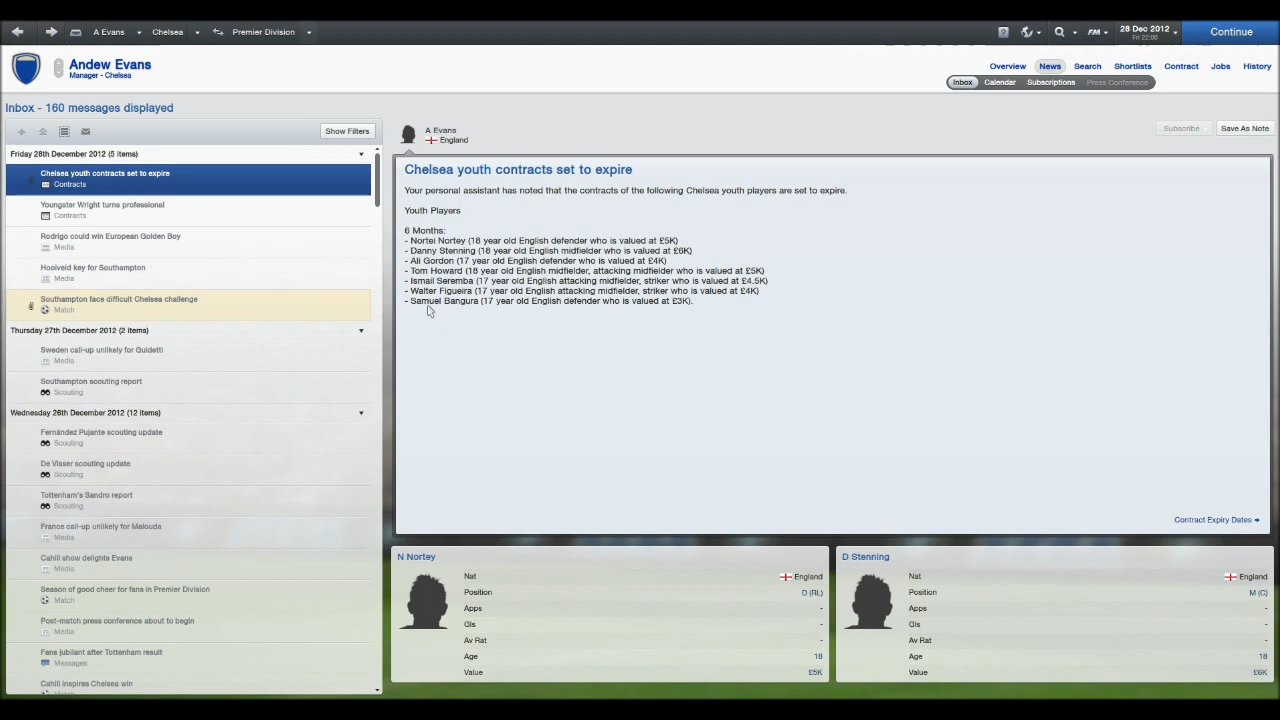 A Evans
Chelsea
Premier Division
28 Dec 2012
Fri 22:00
FM
Continue
Andew Evans
Manager - Chelsea
Overview News Search Shortlists Contract Jobs History
Inbox Calendar Subscriptions Press Conference
Inbox - 160 messages displayed
Show Filters
Friday 28th December 2012 (5 items)
Chelsea youth contracts set to expire
Contracts
Youngster Wright turns professional
Contracts
Rodrigo could win European Golden Boy
Media
Hooiveld key for Southampton
Media
Southampton face difficult Chelsea challenge
Match
Thursday 27th December 2012 (2 items)
Sweden call-up unlikely for Guidetti
Media
Southampton scouting report
Scouting
Wednesday 26th December 2012 (12 items)
Fernández Pujante scouting update
Scouting
De Visser scouting update
Scouting
Tottenham's Sandro report
Scouting
France call-up unlikely for Malouda
Media
Cahill show delights Evans
Media
Season of good cheer for fans in Premier Division
Match
Post-match press conference about to begin
Media
Fans jubilant after Tottenham result
Messages
Cahill inspires Chelsea win
A Evans
England
Subscribe
Save As Note
Chelsea youth contracts set to expire
Your personal assistant has noted that the contracts of the following Chelsea youth players are set to expire.
Youth Players
6 Months:
- Nortei Nortey (18 year old English defender who is valued at £5K)
- Danny Stenning (18 year old English midfielder who is valued at £6K)
- Ali Gordon (17 year old English defender who is valued at £4K)
- Tom Howard (18 year old English midfielder, attacking midfielder who is valued at £5K)
- Ismail Seremba (17 year old English attacking midfielder, striker who is valued at £4.5K)
- Walter Figueira (17 year old English attacking midfielder, striker who is valued at £4K)
- Samuel Bangura (17 year old English defender who is valued at £3K).
Contract Expiry Dates
N Nortey
Nat England
Position D (RL)
Apps -
Gls -
Av Rat -
Age 18
Value £5K
D Stenning
Nat England
Position M (C)
Apps -
Gls -
Av Rat -
Age 18
Value £6K